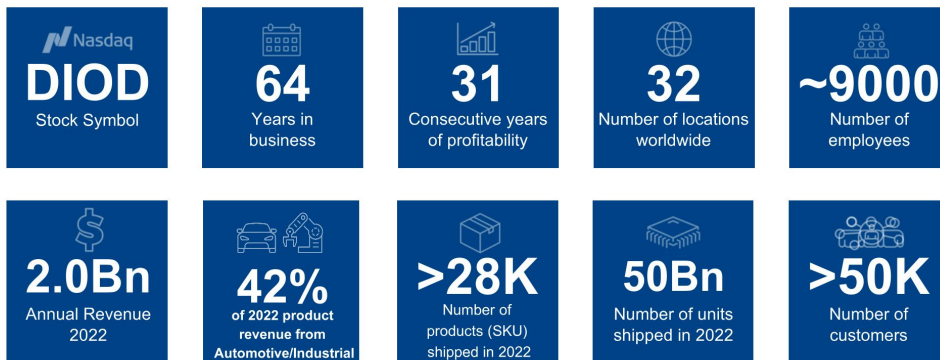 Nasdaq
DIOD
Stock Symbol
64
Years in
business
31
Consecutive years
of profitability
32
Number of locations
worldwide
~9000
Number of
employees
2.0Bn
Annual Revenue
2022
42%
of 2022 product
revenue from
Automotive/Industrial
>28K
Number of
products (SKU)
shipped in 2022
50Bn
Number of units
shipped in 2022
>50K
Number of
customers